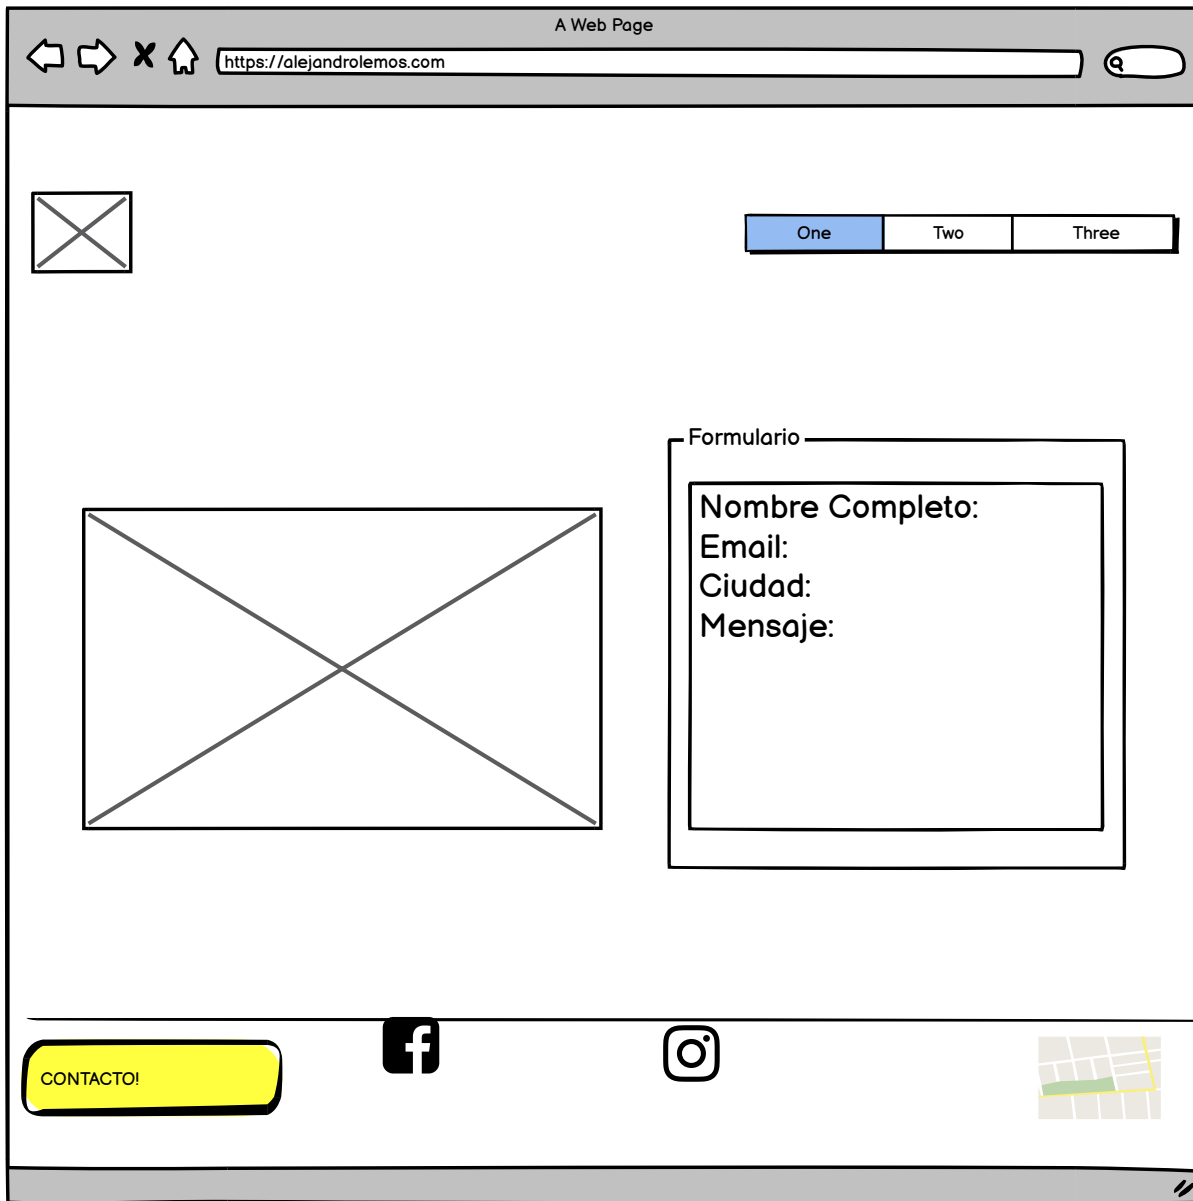 A Web Page
https://alejandrolemos.com
One Two Three
Formulario
Nombre Completo:
Email:
Ciudad:
Mensaje:
CONTACTO!